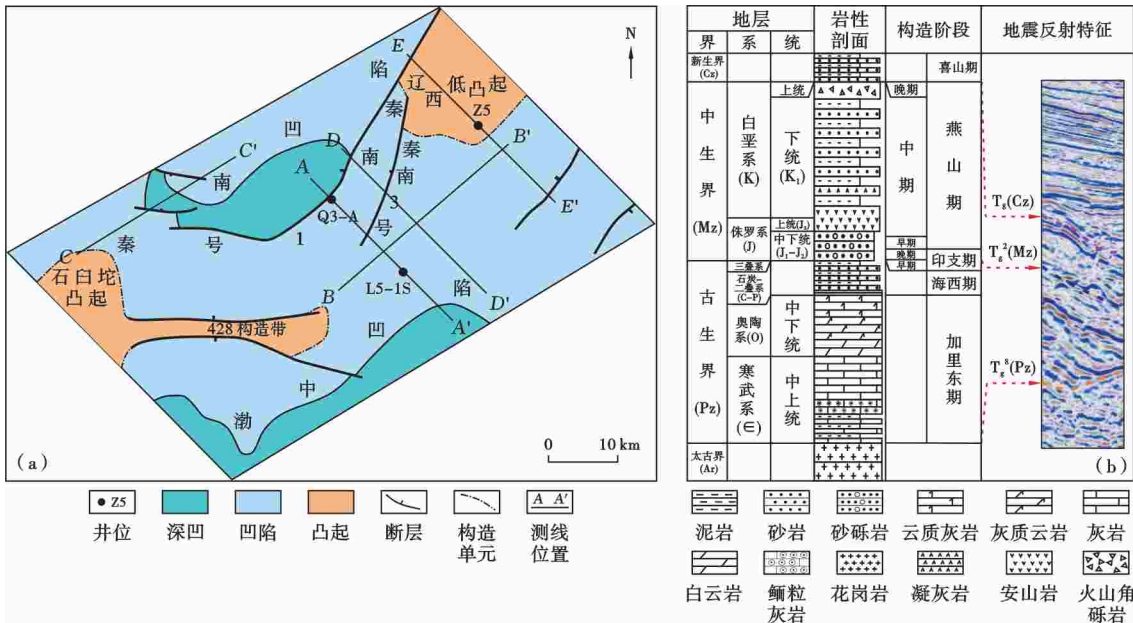 N
E
陷
辽西低凸起
Z5
秦
B'
凹
D
南
秦
C'
南
A
南
E'
Q3-A
3
号
1
号
C
秦
石臼坨
凸起
L5-1S
B
陷
D'
428构造带
凹
A'
中
渤
0 10 km
(a)
Z5
A A'
井位 深凹 凹陷 凸起 断层 构造单元 测线位置
地层 岩性剖面 构造阶段 地震反射特征
界 系 统
新生界(Cz) 喜山期
中生界(Mz)
白垩系(K)
上统
下统(K₁)
晚期
中期
燕山期
侏罗系(J)
上统(J₃)
中下统(J₁-J₂)
早期
晚期
早期
印支期
古生界(Pz)
三叠系
石炭-二叠系(C-P)
海西期
奥陶系(O)
中下统
加里东期
寒武系(∈)
中上统
太古界(Ar)
T₈(Cz)
Tg²(Mz)
Tg⁸(Pz)
(b)
泥岩 砂岩 砂砾岩 云质灰岩 灰质云岩 灰岩
白云岩 鲕粒灰岩 花岗岩 凝灰岩 安山岩 火山角砾岩